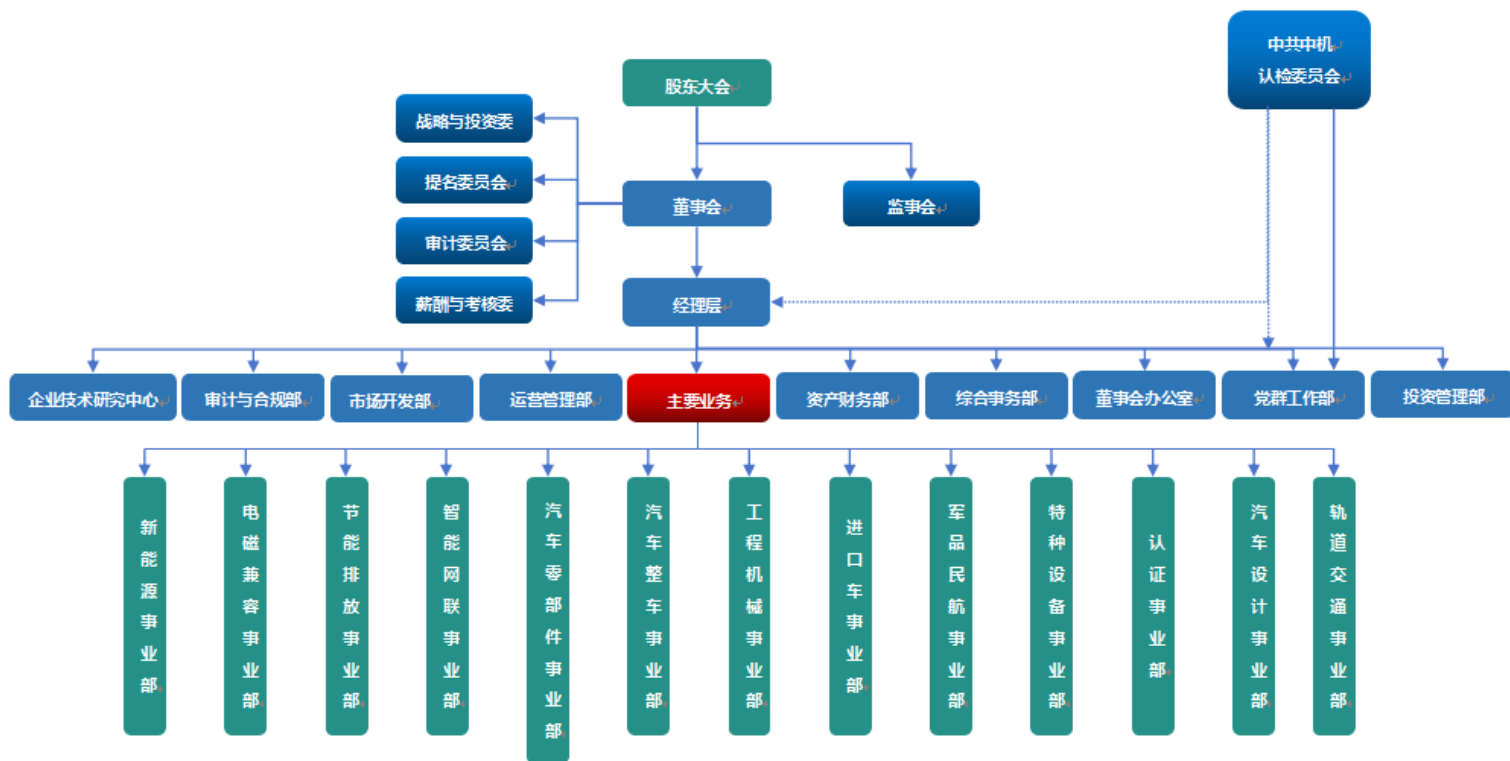 中共中机
认检委员会
股东大会
战略与投资委
提名委员会
董事会
监事会
审计委员会
薪酬与考核委
经理层
企业技术研究中心
审计与合规部
市场开发部
运营管理部
主要业务
资产财务部
综合事务部
董事会办公室
党群工作部
投资管理部
新能源事业部
电磁兼容事业部
节能排放事业部
智能网联事业部
汽车零部件事业部
汽车整车事业部
工程机械事业部
进口车事业部
军品民航事业部
特种设备事业部
认证事业部
汽车设计事业部
轨道交通事业部